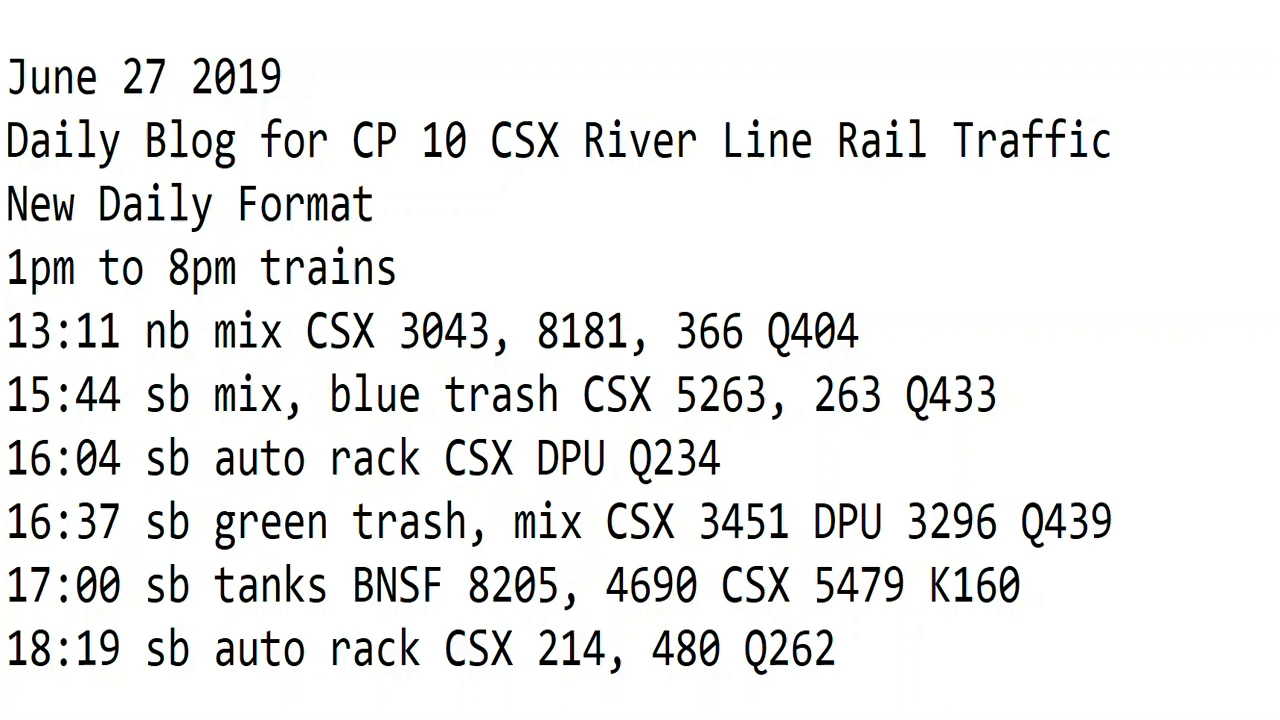 June 27 2019
Daily Blog for CP 10 CSX River Line Rail Traffic
New Daily Format
1pm to 8pm trains
13:11 nb mix CSX 3043, 8181, 366 Q404
15:44 sb mix, blue trash CSX 5263, 263 Q433
16:04 sb auto rack CSX DPU Q234
16:37 sb green trash, mix CSX 3451 DPU 3296 Q439
17:00 sb tanks BNSF 8205, 4690 CSX 5479 K160
18:19 sb auto rack CSX 214, 480 Q262